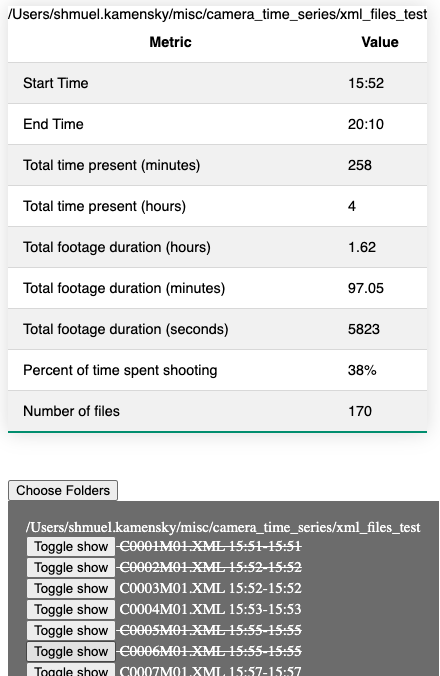 /Users/shmuel.kamensky/misc/camera_time_series/xml_files_test
Metric Value
Start Time 15:52
End Time 20:10
Total time present (minutes) 258
Total time present (hours) 4
Total footage duration (hours) 1.62
Total footage duration (minutes) 97.05
Total footage duration (seconds) 5823
Percent of time spent shooting 38%
Number of files 170
Choose Folders
/Users/shmuel.kamensky/misc/camera_time_series/xml_files_test
Toggle show C0001M01.XML 15:51-15:51
Toggle show C0002M01.XML 15:52-15:52
Toggle show C0003M01.XML 15:52-15:52
Toggle show C0004M01.XML 15:53-15:53
Toggle show C0005M01.XML 15:55-15:55
Toggle show C0006M01.XML 15:55-15:55
Toggle show C0007M01.XML 15:57-15:57